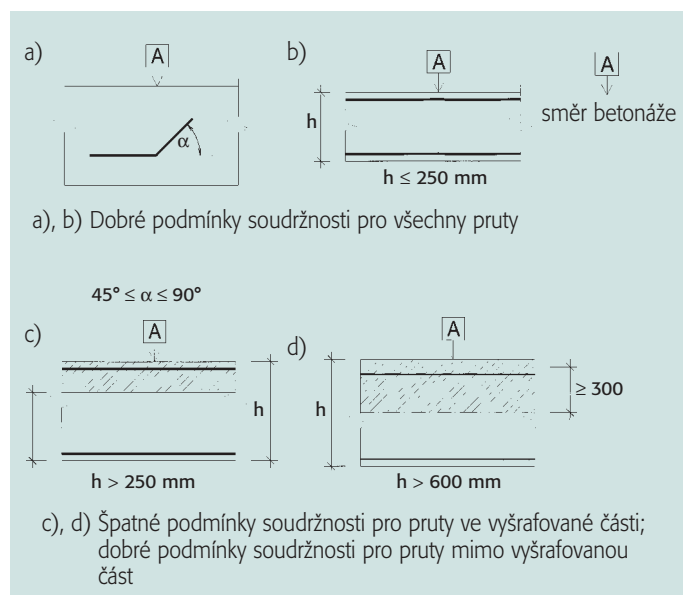 a)
A
α
b)
A
h
h ≤ 250 mm
A
směr betonáže
a), b) Dobré podmínky soudržnosti pro všechny pruty
45° ≤ α ≤ 90°
c)
A
h
h > 250 mm
d)
A
h
≥ 300
h > 600 mm
c), d) Špatné podmínky soudržnosti pro pruty ve vyšrafované části;
dobré podmínky soudržnosti pro pruty mimo vyšrafovanou
část